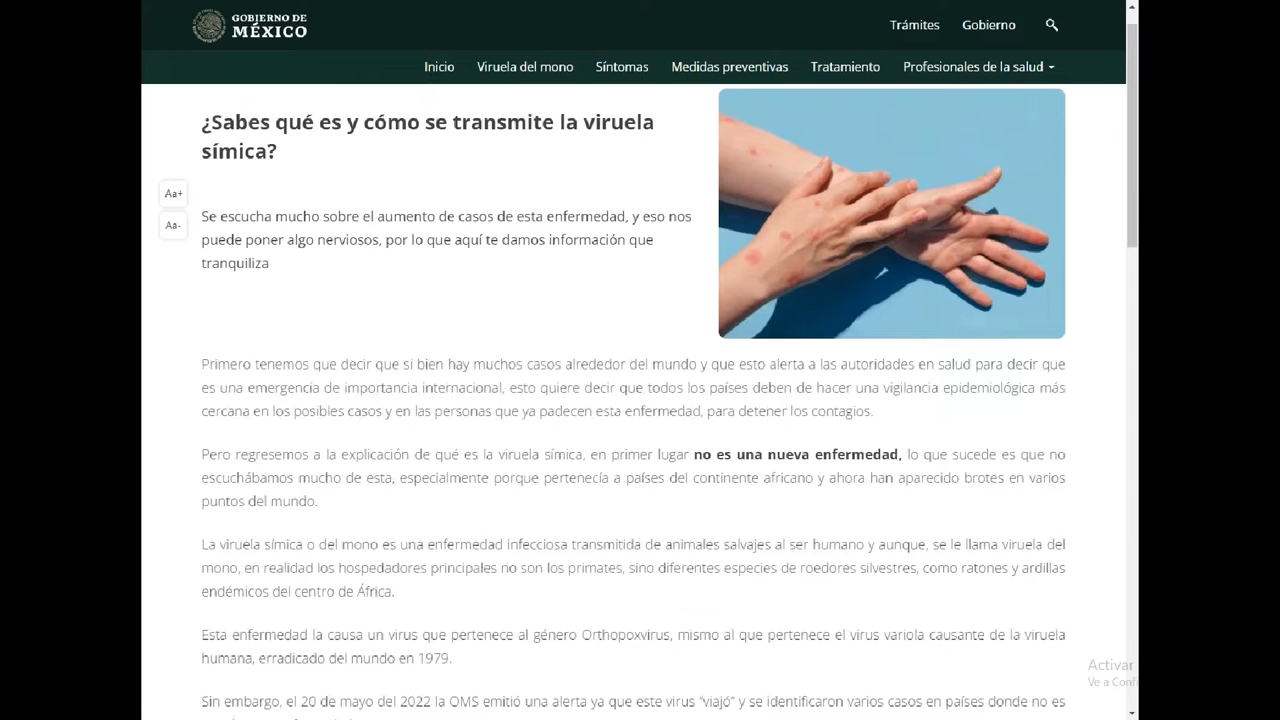 GOBIERNO DE
MÉXICO
Trámites Gobierno
Inicio Viruela del mono Síntomas Medidas preventivas Tratamiento Profesionales de la salud
¿Sabes qué es y cómo se transmite la viruela
símica?
Aa+
Aa-
Se escucha mucho sobre el aumento de casos de esta enfermedad, y eso nos
puede poner algo nerviosos, por lo que aquí te damos información que
tranquiliza
Primero tenemos que decir que si bien hay muchos casos alrededor del mundo y que esto alerta a las autoridades en salud para decir que
es una emergencia de importancia internacional, esto quiere decir que todos los países deben de hacer una vigilancia epidemiológica más
cercana en los posibles casos y en las personas que ya padecen esta enfermedad, para detener los contagios.
Pero regresemos a la explicación de qué es la viruela símica, en primer lugar no es una nueva enfermedad, lo que sucede es que no
escuchábamos mucho de esta, especialmente porque pertenecía a países del continente africano y ahora han aparecido brotes en varios
puntos del mundo.
La viruela símica o del mono es una enfermedad infecciosa transmitida de animales salvajes al ser humano y aunque, se le llama viruela del
mono, en realidad los hospedadores principales no son los primates, sino diferentes especies de roedores silvestres, como ratones y ardillas
endémicos del centro de África.
Esta enfermedad la causa un virus que pertenece al género Orthopoxvirus, mismo al que pertenece el virus variola causante de la viruela
humana, erradicado del mundo en 1979.
Sin embargo, el 20 de mayo del 2022 la OMS emitió una alerta ya que este virus “viajó” y se identificaron varios casos en países donde no es
Activar
Ve a Conf